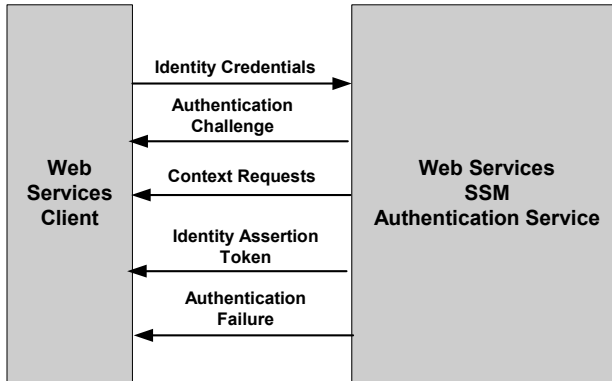 Identity Credentials
Authentication
Challenge
Web
Services
Client
Context Requests
Web Services
SSM
Authentication Service
Identity Assertion
Token
Authentication
Failure